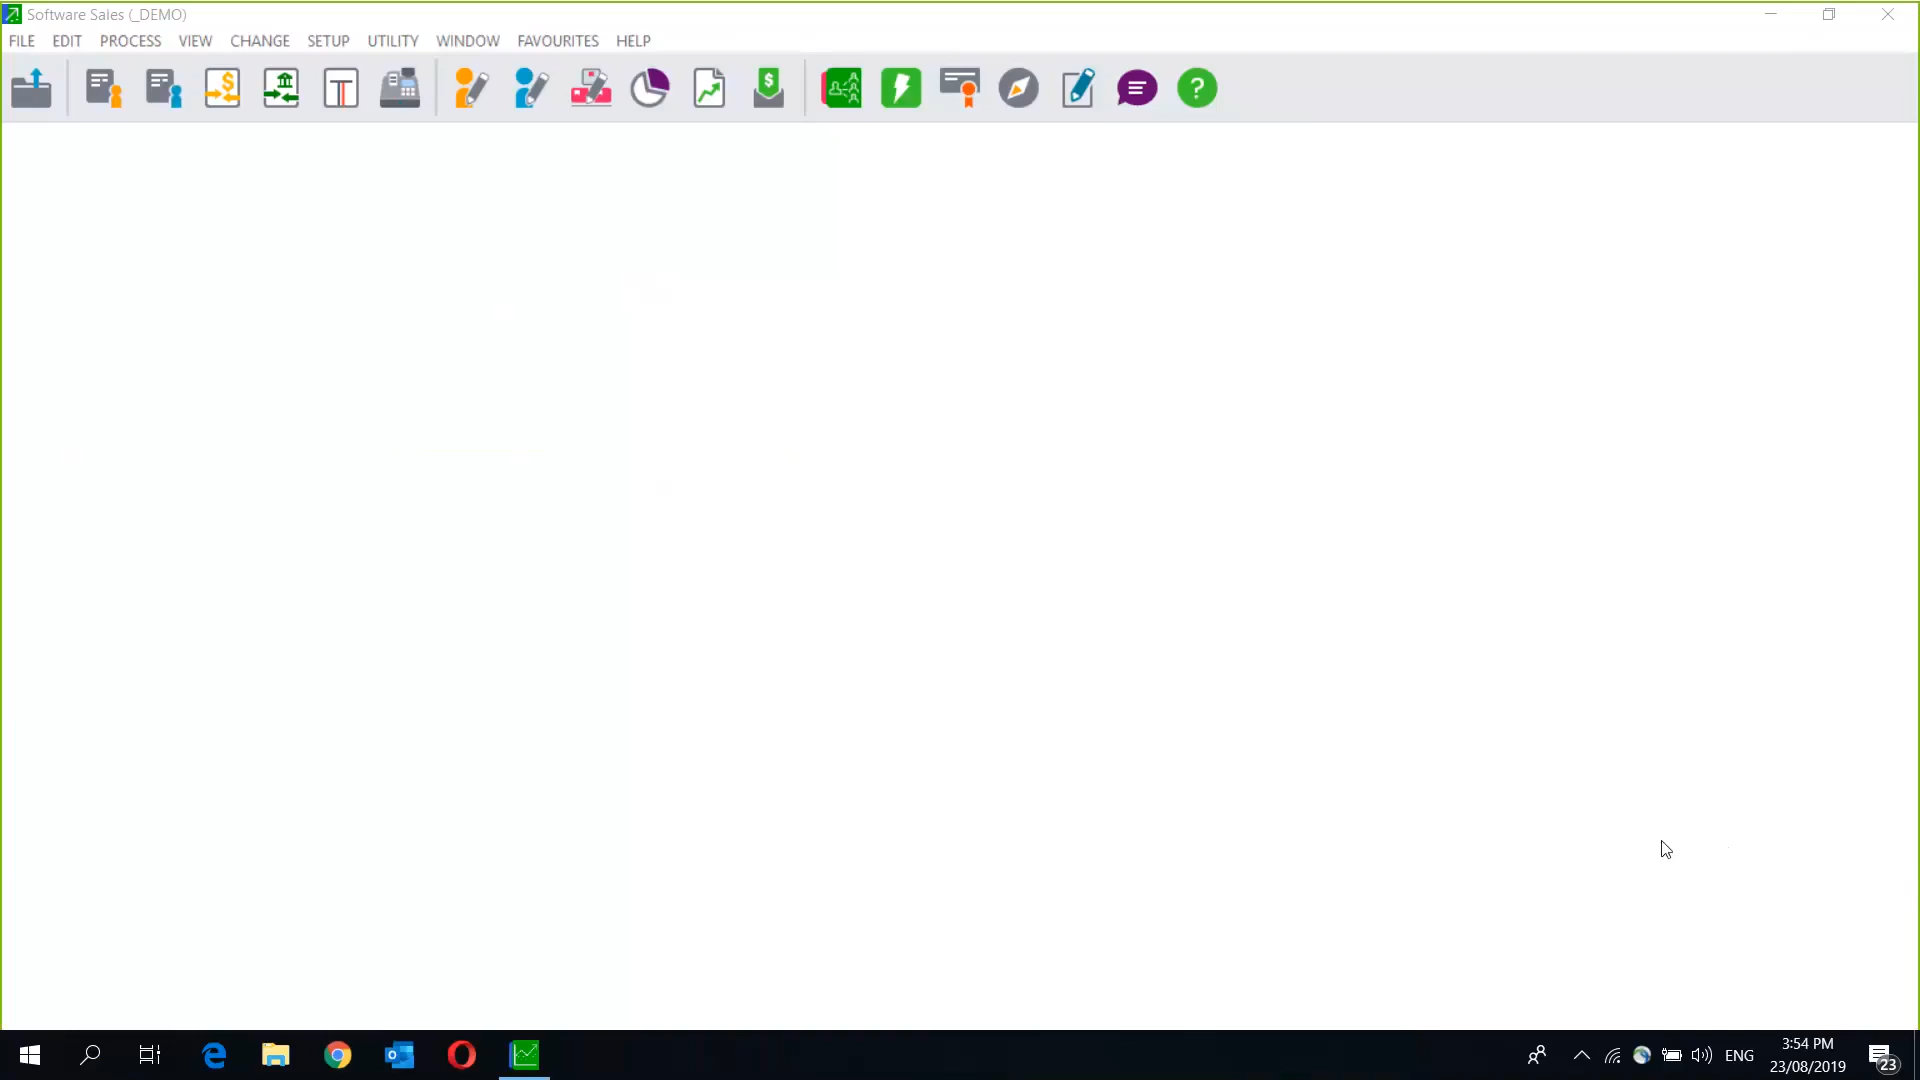 Software Sales (_DEMO)
FILE EDIT PROCESS VIEW CHANGE SETUP UTILITY WINDOW FAVOURITES HELP
ENG
3:54 PM
23/08/2019
23